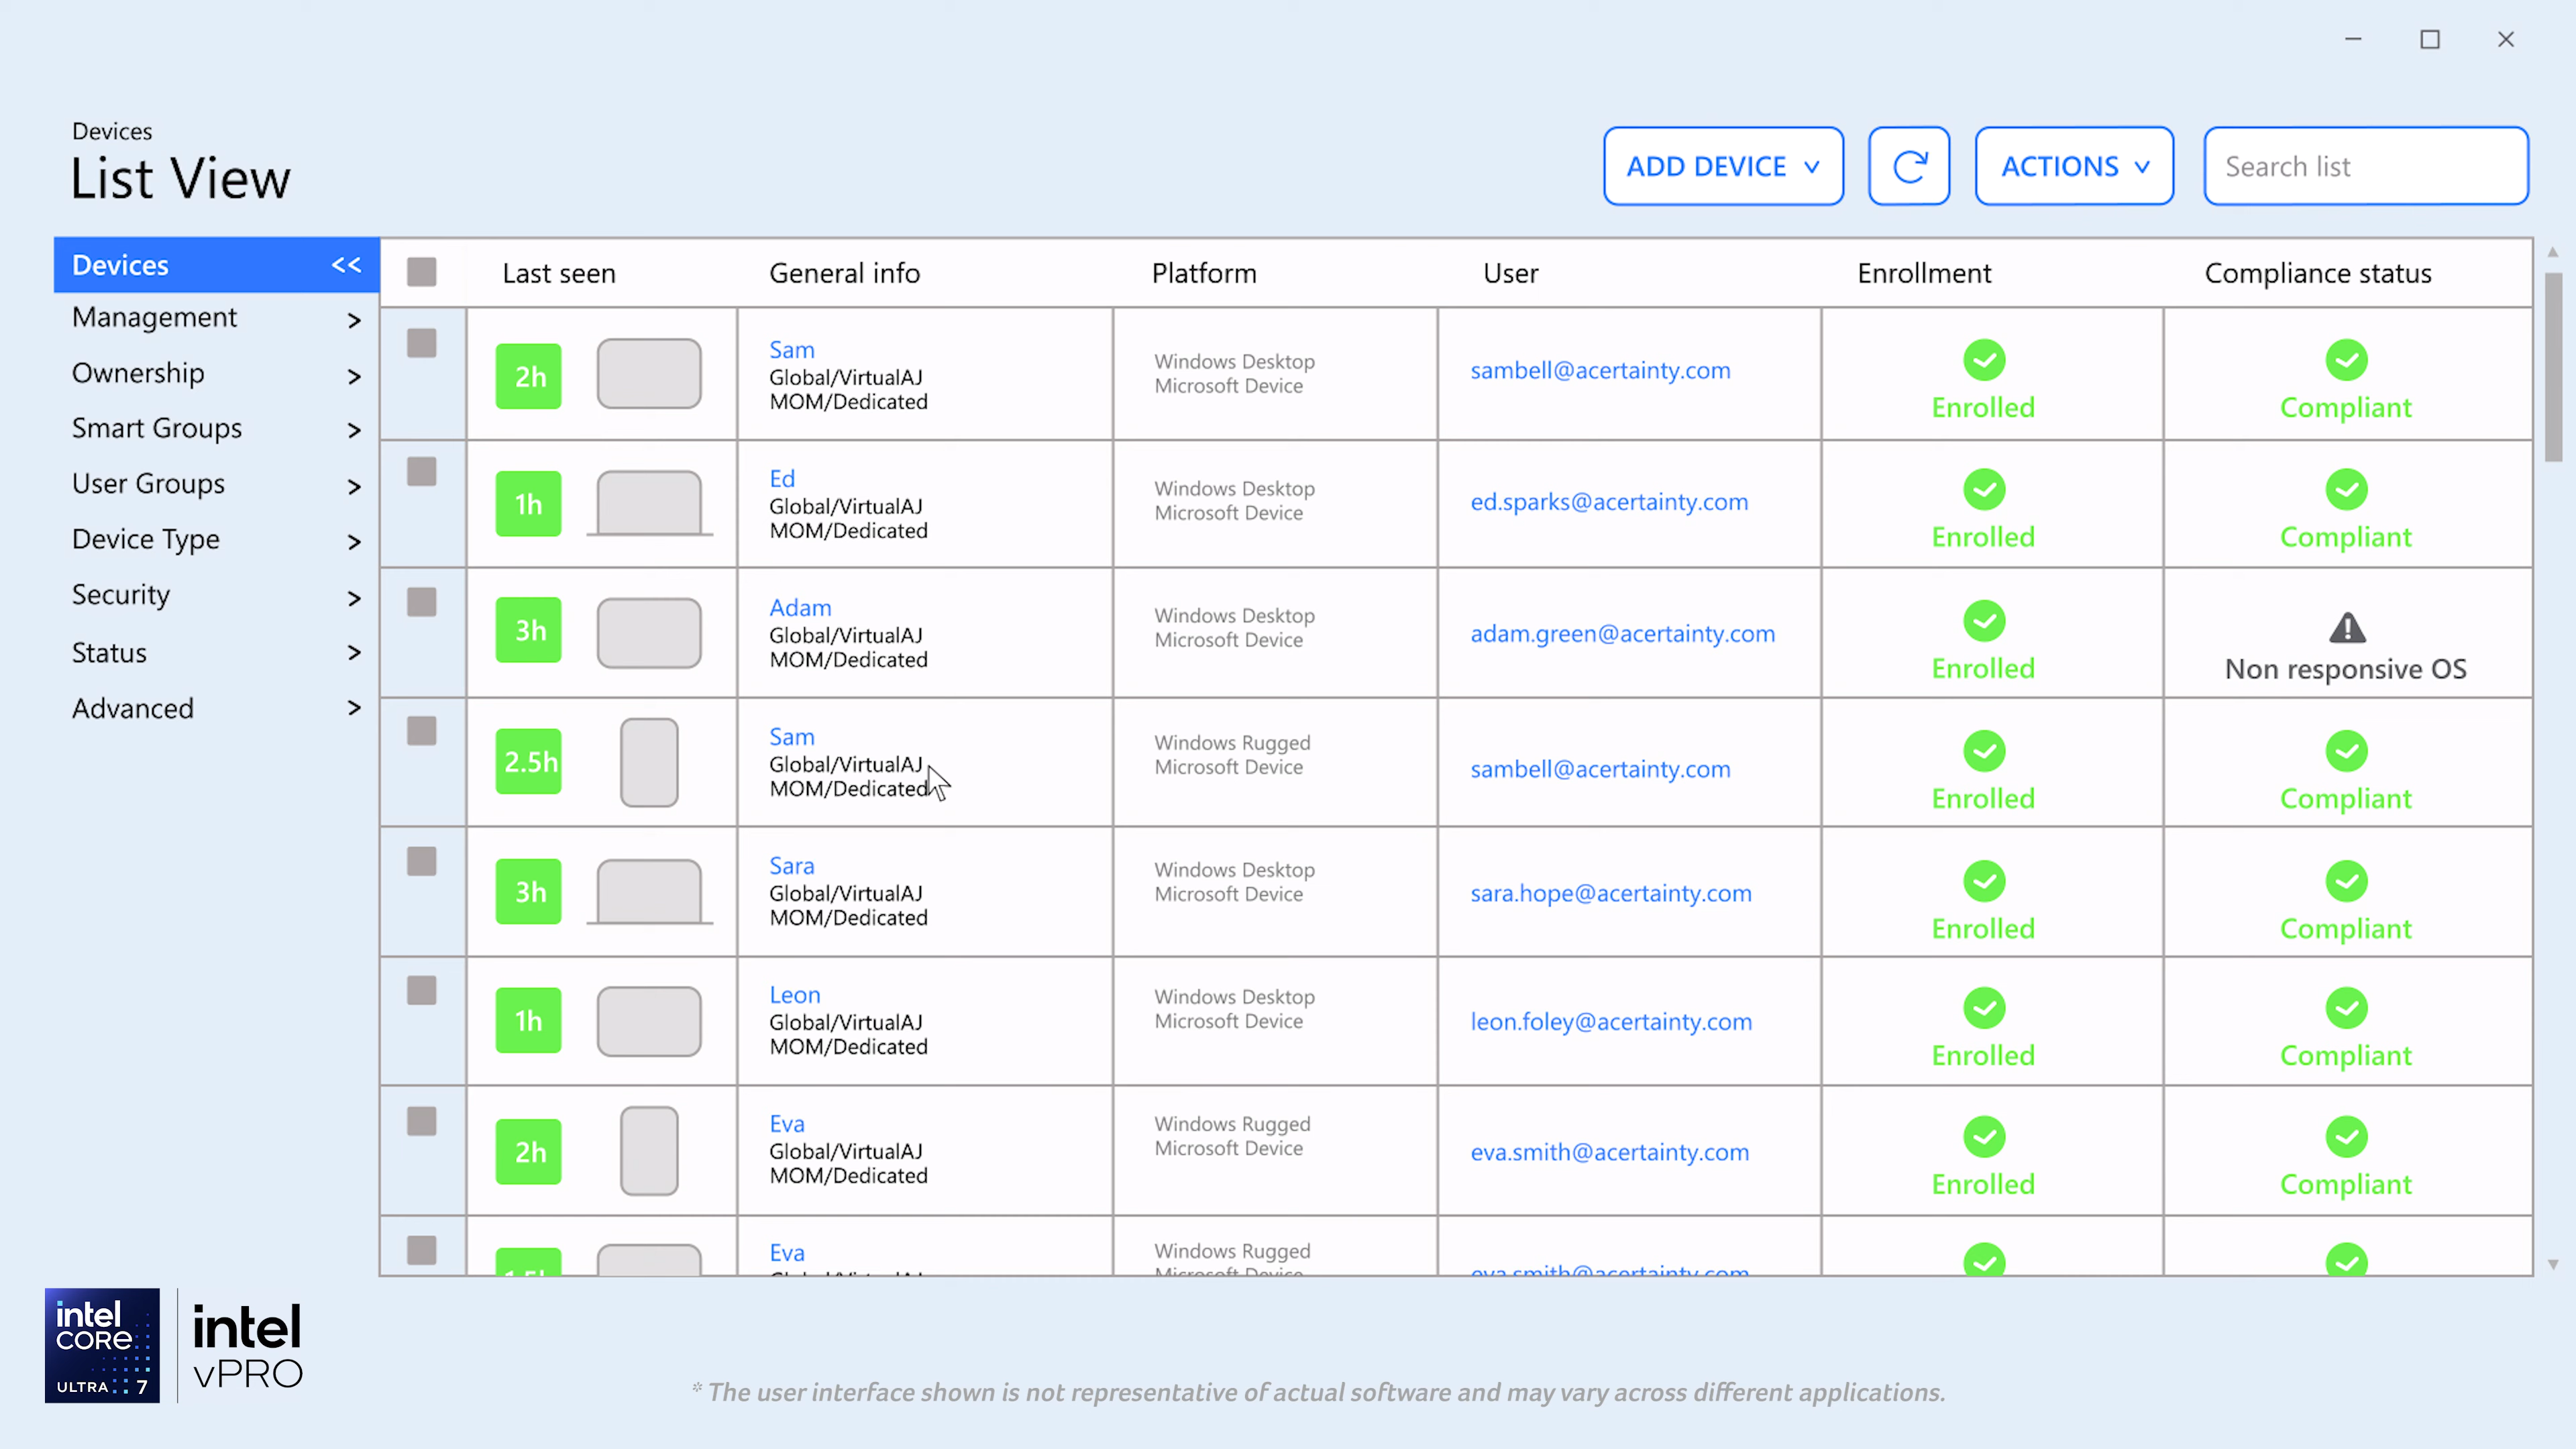 Devices
List View
ADD DEVICE
ACTIONS
Search list
Devices <<
Management >
Ownership >
Smart Groups >
User Groups >
Device Type >
Security >
Status >
Advanced >
Last seen General info Platform User Enrollment Compliance status
2h
Sam
Global/VirtualAJ
MOM/Dedicated
Windows Desktop
Microsoft Device
sambell@acertainty.com
Enrolled
Compliant
1h
Ed
Global/VirtualAJ
MOM/Dedicated
Windows Desktop
Microsoft Device
ed.sparks@acertainty.com
Enrolled
Compliant
3h
Adam
Global/VirtualAJ
MOM/Dedicated
Windows Desktop
Microsoft Device
adam.green@acertainty.com
Enrolled
Non responsive OS
2.5h
Sam
Global/VirtualAJ
MOM/Dedicated
Windows Rugged
Microsoft Device
sambell@acertainty.com
Enrolled
Compliant
3h
Sara
Global/VirtualAJ
MOM/Dedicated
Windows Desktop
Microsoft Device
sara.hope@acertainty.com
Enrolled
Compliant
1h
Leon
Global/VirtualAJ
MOM/Dedicated
Windows Desktop
Microsoft Device
leon.foley@acertainty.com
Enrolled
Compliant
2h
Eva
Global/VirtualAJ
MOM/Dedicated
Windows Rugged
Microsoft Device
eva.smith@acertainty.com
Enrolled
Compliant
Eva
Windows Rugged
Microsoft Device
eva.smith@acertainty.com
intel
CORE
ULTRA 7
intel
vPRO
* The user interface shown is not representative of actual software and may vary across different applications.